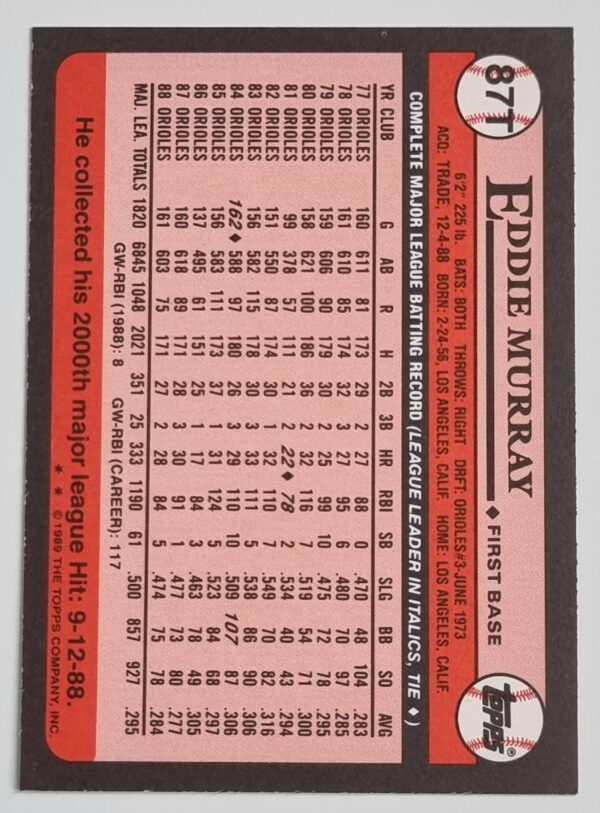 87T
EDDIE MURRAY ♦ FIRST BASE
Topps®
6'2" 225 lb. BATS: BOTH THROWS: RIGHT DRFT: ORIOLES #3-JUNE 1973
ACQ: TRADE, 12-4-88 BORN: 2-24-56, LOS ANGELES, CALIF. HOME: LOS ANGELES, CALIF.
COMPLETE MAJOR LEAGUE BATTING RECORD (LEAGUE LEADER IN ITALICS, TIE ♦)
YR CLUB G AB R H 2B 3B HR RBI SB SLG BB SO AVG
77 ORIOLES 160 611 81 173 29 2 27 88 0 .470 48 104 .283
78 ORIOLES 161 610 85 174 32 3 27 95 6 .480 70 97 .285
79 ORIOLES 159 606 90 179 30 2 25 99 10 .475 72 78 .295
80 ORIOLES 158 621 100 186 36 2 32 116 7 .519 54 71 .300
81 ORIOLES 99 378 57 111 21 2 22♦ 78 2 .534 40 43 .294
82 ORIOLES 151 550 87 174 30 1 32 110 7 .549 70 82 .316
83 ORIOLES 156 582 115 178 30 3 33 111 5 .538 86 90 .306
84 ORIOLES 162♦ 588 97 180 26 3 29 110 10 .509 107 87 .306
85 ORIOLES 156 583 111 173 37 1 31 124 5 .523 84 68 .297
86 ORIOLES 137 495 61 151 25 1 17 84 3 .463 78 49 .305
87 ORIOLES 160 618 89 171 28 3 30 91 1 .477 73 80 .277
88 ORIOLES 161 603 75 171 27 2 28 84 5 .474 75 78 .284
MAJ. LEA. TOTALS 1820 6845 1048 2021 351 25 333 1190 61 .500 857 927 .295
GW-RBI (1988): 8 GW-RBI (CAREER): 117
He collected his 2000th major league Hit: 9-12-88.
* * © 1989 THE TOPPS COMPANY, INC.